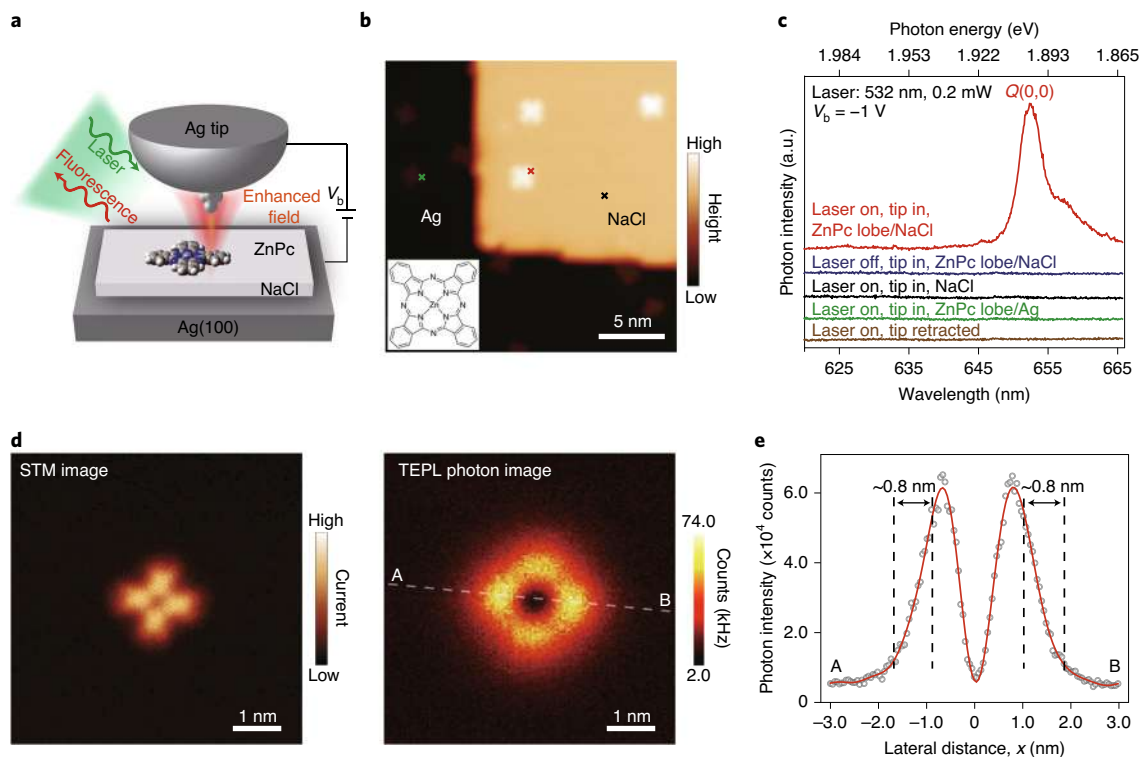 a
Ag tip
Laser
Fluorescence
Enhanced
field
Vb
ZnPc
NaCl
Ag(100)
b
Ag
NaCl
High
Height
Low
5 nm
N
N
N
N
Zn
N
N
N
N
c
Photon energy (eV)
1.984 1.953 1.922 1.893 1.865
Laser: 532 nm, 0.2 mW
Q(0,0)
Vb = −1 V
Laser on, tip in,
ZnPc lobe/NaCl
Laser off, tip in, ZnPc lobe/NaCl
Laser on, tip in, NaCl
Laser on, tip in, ZnPc lobe/Ag
Laser on, tip retracted
Photon intensity (a.u.)
625 635 645 655 665
Wavelength (nm)
d
STM image
High
Current
Low
1 nm
TEPL photon image
A
B
74.0
Counts (kHz)
2.0
1 nm
e
Photon intensity (×10⁴ counts)
6.0
4.0
2.0
0
~0.8 nm
~0.8 nm
A
B
−3.0 −2.0 −1.0 0 1.0 2.0 3.0
Lateral distance, x (nm)